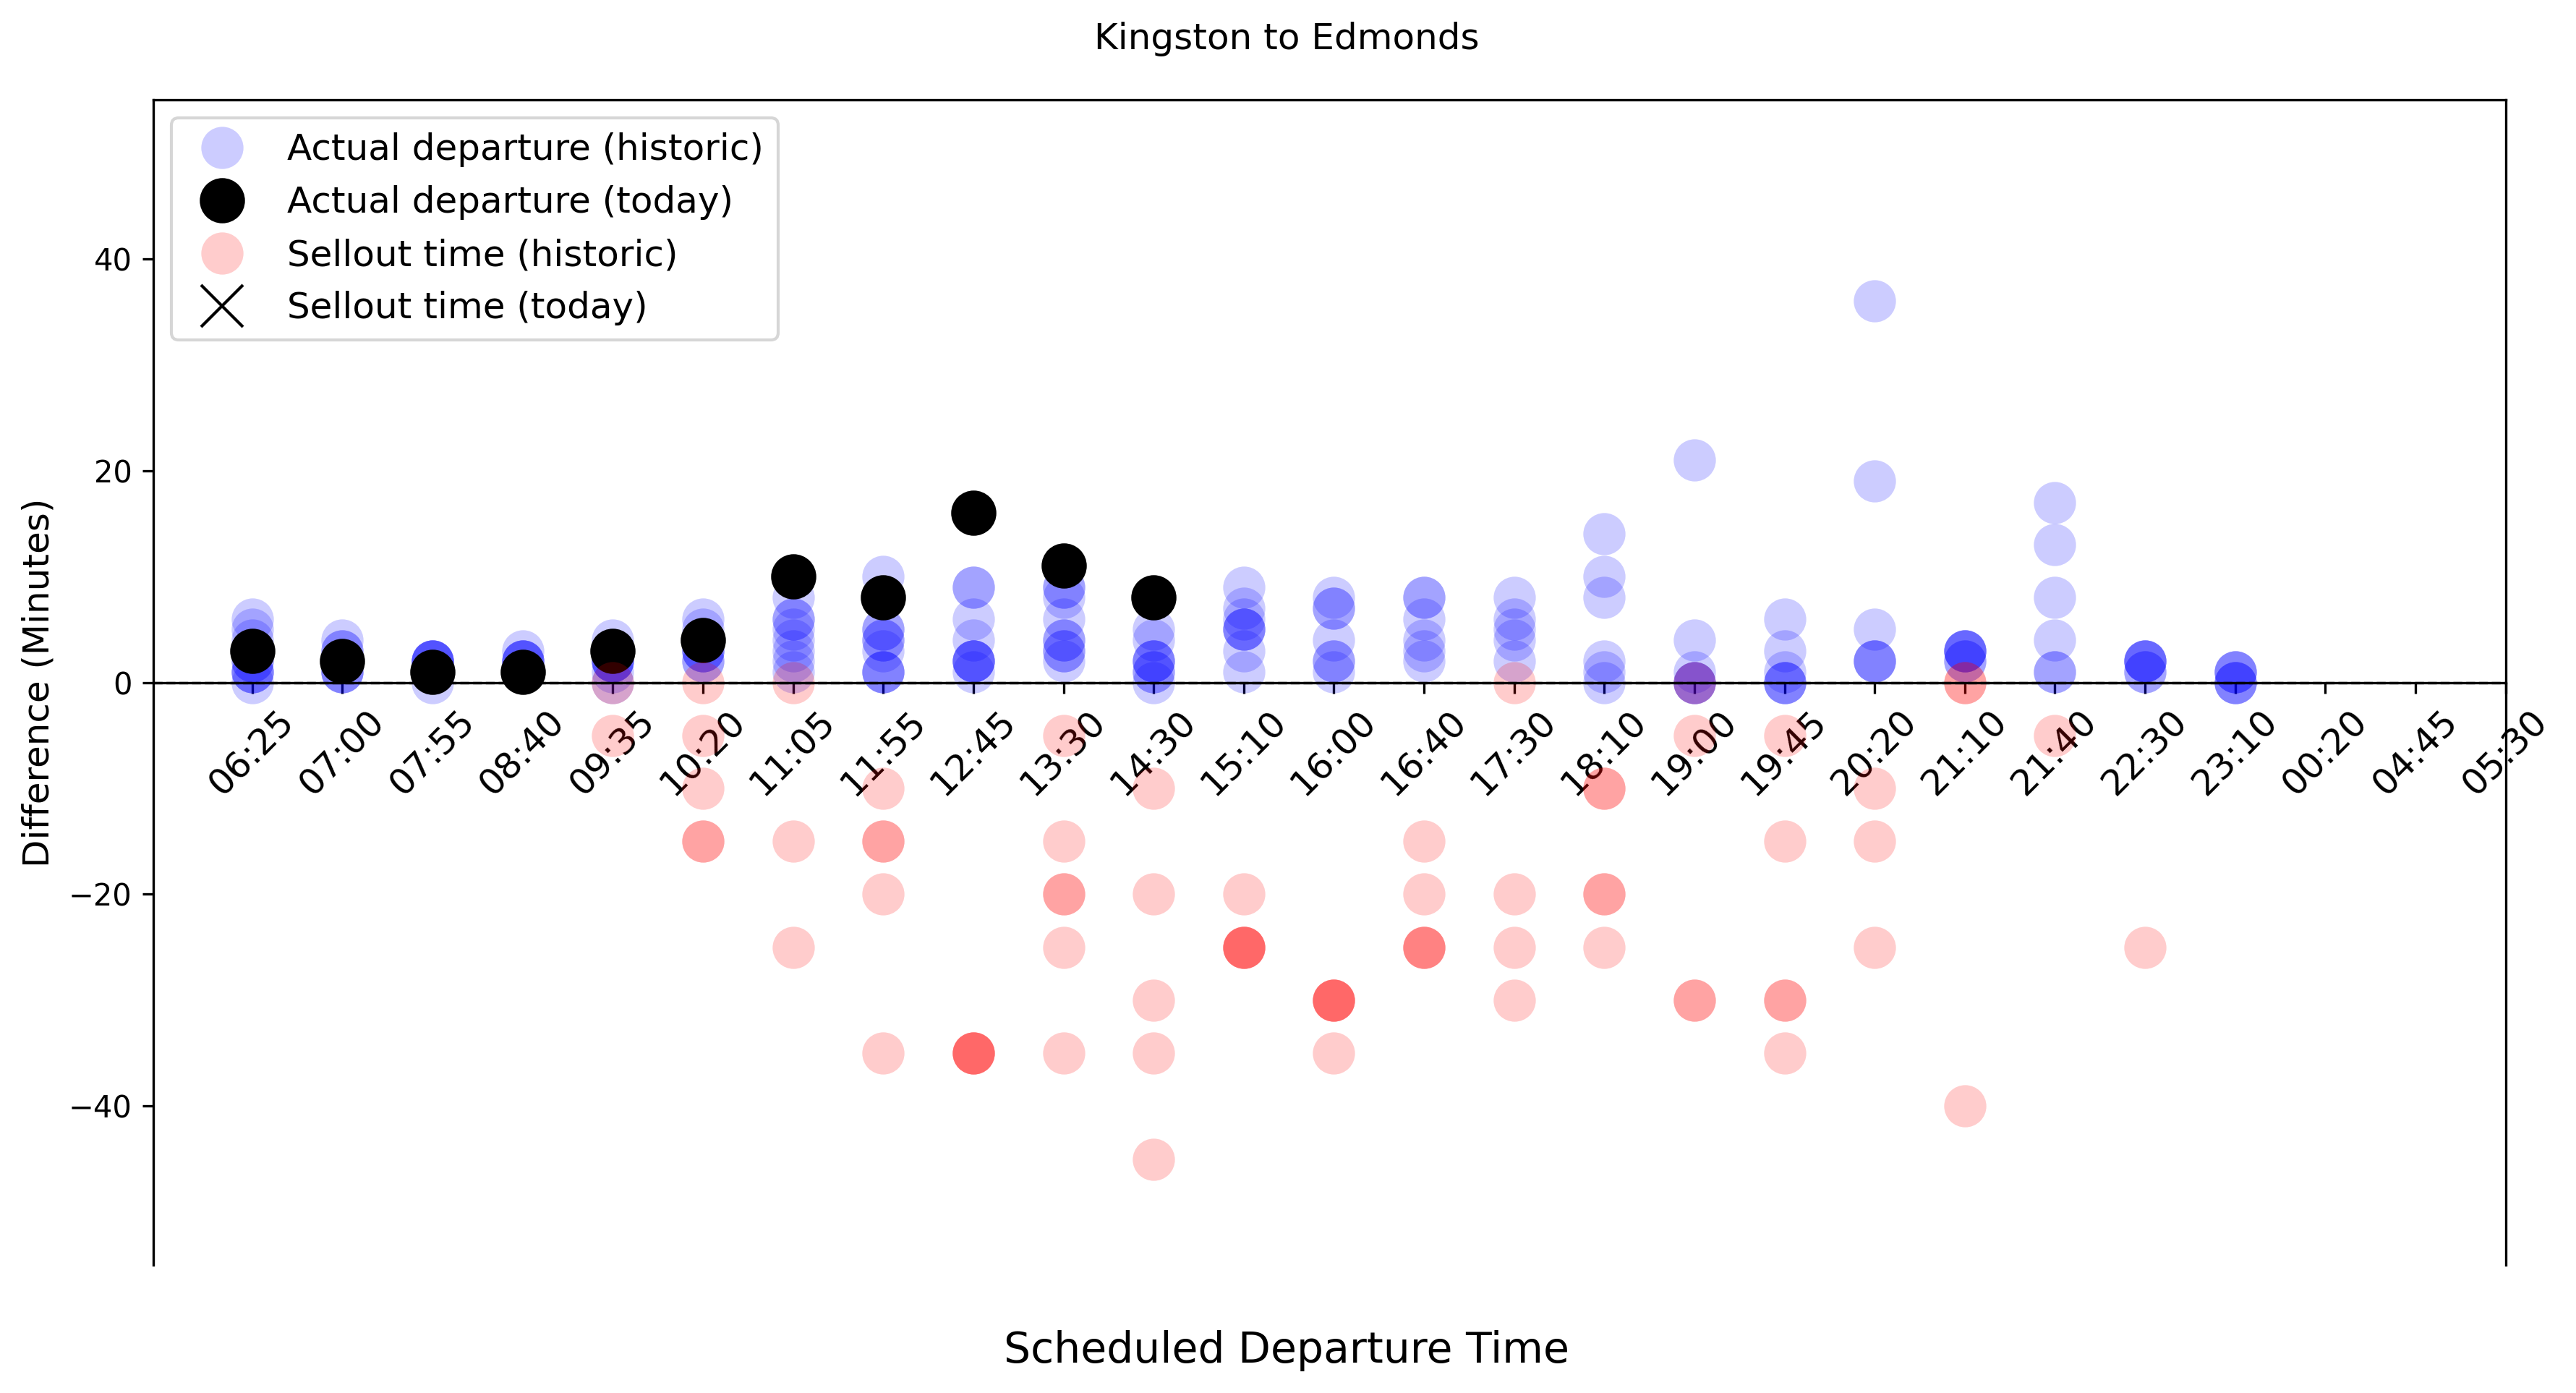 Kingston to Edmonds
Actual departure (historic)
Actual departure (today)
Sellout time (historic)
Sellout time (today)
Difference (Minutes)
40
20
0
−20
−40
06:25 07:00 07:55 08:40 09:35 10:20 11:05 11:55 12:45 13:30 14:30 15:10 16:00 16:40 17:30 18:10 19:00 19:45 20:20 21:10 21:40 22:30 23:10 00:20 04:45 05:30
Scheduled Departure Time